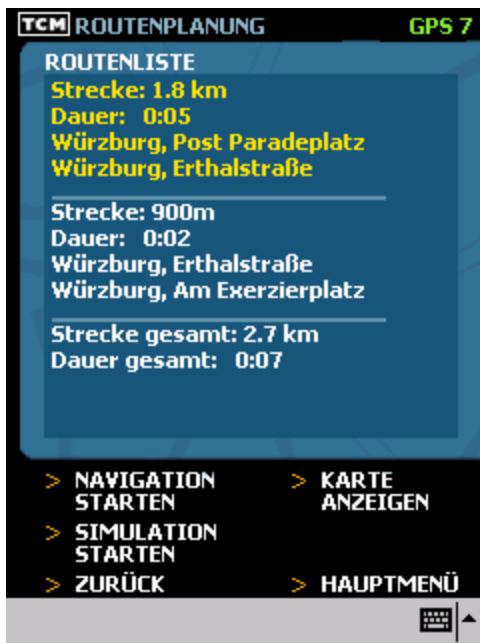 TCM ROUTENPLANUNG GPS 7
ROUTENLISTE
Strecke: 1.8 km
Dauer: 0:05
Würzburg, Post Paradeplatz
Würzburg, Erthalstraße
Strecke: 900m
Dauer: 0:02
Würzburg, Erthalstraße
Würzburg, Am Exerzierplatz
Strecke gesamt: 2.7 km
Dauer gesamt: 0:07
> NAVIGATION
STARTEN
> KARTE
ANZEIGEN
> SIMULATION
STARTEN
> ZURÜCK
> HAUPTMENÜ